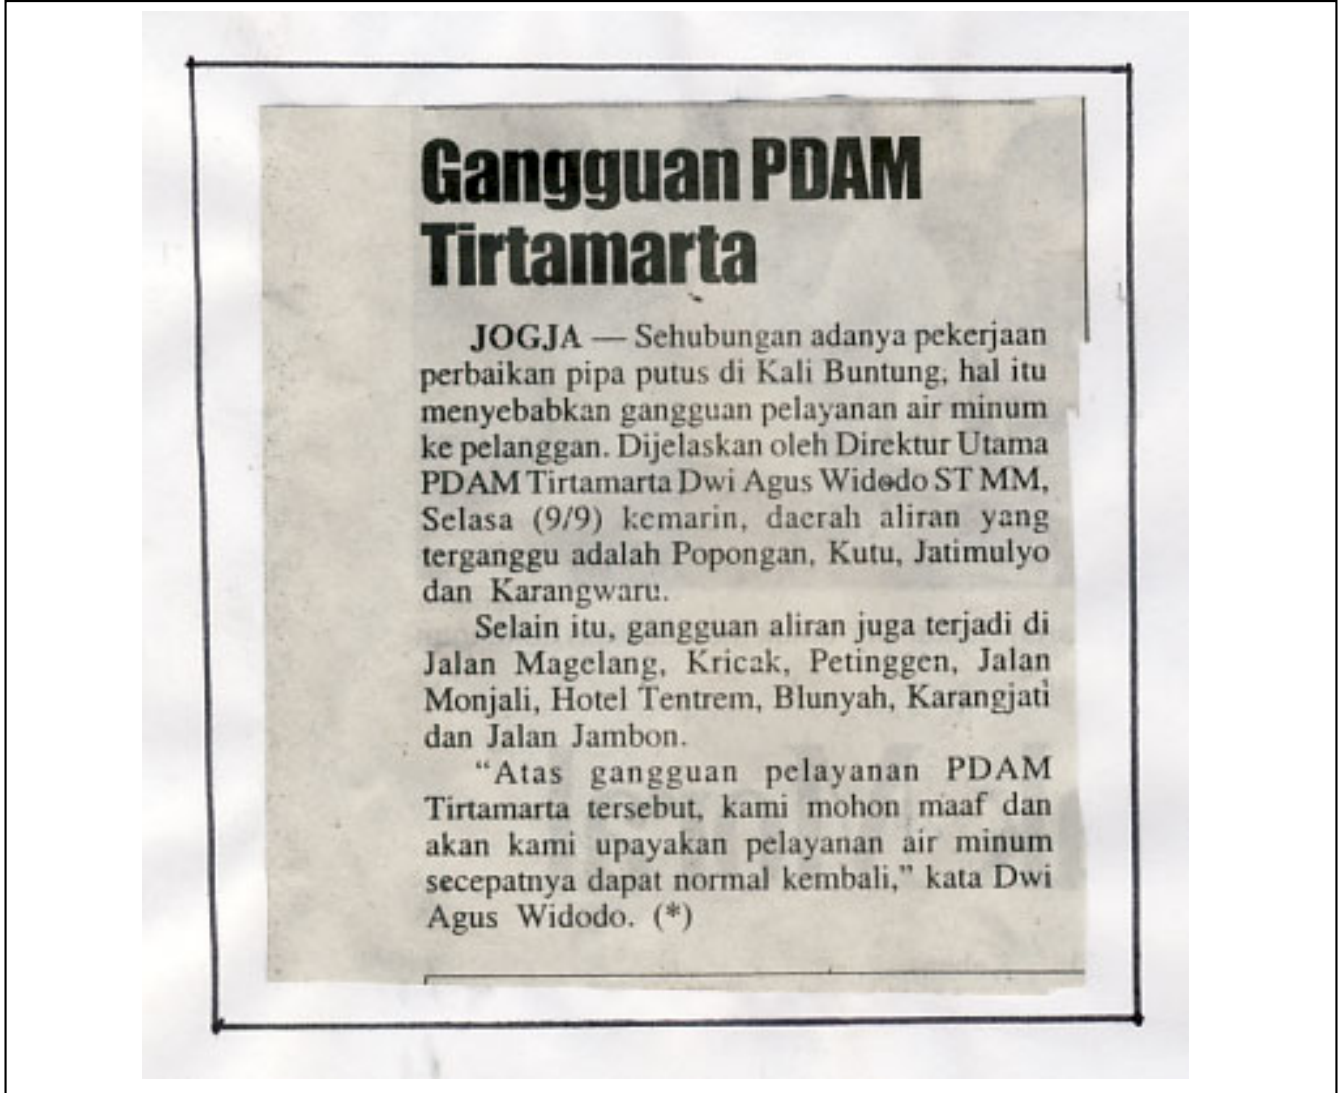 Gangguan PDAM
Tirtamarta
JOGJA — Sehubungan adanya pekerjaan
perbaikan pipa putus di Kali Buntung, hal itu
menyebabkan gangguan pelayanan air minum
ke pelanggan. Dijelaskan oleh Direktur Utama
PDAM Tirtamarta Dwi Agus Widodo ST MM,
Selasa (9/9) kemarin, daerah aliran yang
terganggu adalah Popongan, Kutu, Jatimulyo
dan Karangwaru.
Selain itu, gangguan aliran juga terjadi di
Jalan Magelang, Kricak, Petinggen, Jalan
Monjali, Hotel Tentrem, Blunyah, Karangjati
dan Jalan Jambon.
“Atas gangguan pelayanan PDAM
Tirtamarta tersebut, kami mohon maaf dan
akan kami upayakan pelayanan air minum
secepatnya dapat normal kembali,” kata Dwi
Agus Widodo. (*)